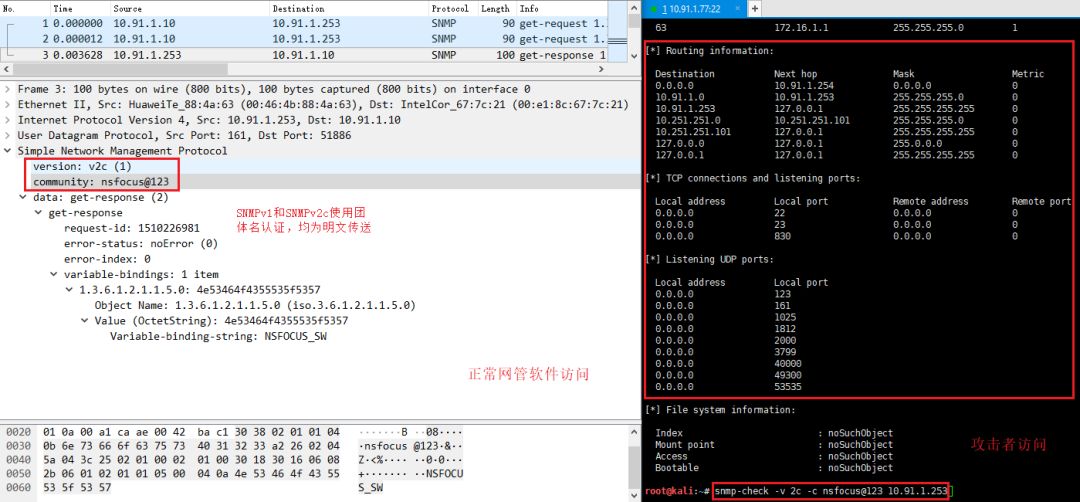 No. Time Source Destination Protocol Length Info
1 0.000000 10.91.1.10 10.91.1.253 SNMP 90 get-request 1.
2 0.000012 10.91.1.10 10.91.1.253 SNMP 90 get-request 1.
3 0.003628 10.91.1.253 10.91.1.10 SNMP 100 get-response 1
Frame 3: 100 bytes on wire (800 bits), 100 bytes captured (800 bits) on interface 0
Ethernet II, Src: HuaweiTe_88:4a:63 (00:46:4b:88:4a:63), Dst: IntelCor_67:7c:21 (00:e1:8c:67:7c:21)
Internet Protocol Version 4, Src: 10.91.1.253, Dst: 10.91.1.10
User Datagram Protocol, Src Port: 161, Dst Port: 51886
Simple Network Management Protocol
version: v2c (1)
community: nsfocus@123
data: get-response (2)
get-response
request-id: 1510226981
error-status: noError (0)
error-index: 0
variable-bindings: 1 item
1.3.6.1.2.1.1.5.0: 4e53464f4355535f5357
Object Name: 1.3.6.1.2.1.1.5.0 (iso.3.6.1.2.1.1.5.0)
Value (OctetString): 4e53464f4355535f5357
Variable-binding-string: NSFOCUS_SW
SNMPv1和SNMPv2c使用团
体名认证，均为明文传送
正常网管软件访问
0020 01 0a 00 a1 ca ae 00 42 ba c1 30 38 02 01 01 04 ·······B ··08····
0030 0b 6e 73 66 6f 63 75 73 40 31 32 33 a2 26 02 04 ·nsfocus @123·&··
0040 5a 04 3c 25 02 01 00 02 01 00 30 18 30 16 06 08 Z·<%···· ··0·0···
0050 2b 06 01 02 01 01 05 00 04 0a 4e 53 46 4f 43 55 +······· ··NSFOCU
0060 53 5f 53 57 S_SW
1 10.91.1.77:22 × +
63 172.16.1.1 255.255.255.0 1
[*] Routing information:
Destination Next hop Mask Metric
0.0.0.0 10.91.1.254 0.0.0.0 0
10.91.1.0 10.91.1.253 255.255.255.0 0
10.91.1.253 127.0.0.1 255.255.255.255 0
10.251.251.0 10.251.251.101 255.255.255.0 0
10.251.251.101 127.0.0.1 255.255.255.255 0
127.0.0.0 127.0.0.1 255.0.0.0 0
127.0.0.1 127.0.0.1 255.255.255.255 0
[*] TCP connections and listening ports:
Local address Local port Remote address Remote port
0.0.0.0 22 0.0.0.0 0
0.0.0.0 23 0.0.0.0 0
0.0.0.0 830 0.0.0.0 0
[*] Listening UDP ports:
Local address Local port
0.0.0.0 123
0.0.0.0 161
0.0.0.0 1025
0.0.0.0 1812
0.0.0.0 2000
0.0.0.0 3799
0.0.0.0 40000
0.0.0.0 49300
0.0.0.0 53535
[*] File system information:
Index : noSuchObject
Mount point : noSuchObject
Access : noSuchObject
Bootable : noSuchObject
攻击者访问
root@kali:~# snmp-check -v 2c -c nsfocus@123 10.91.1.253